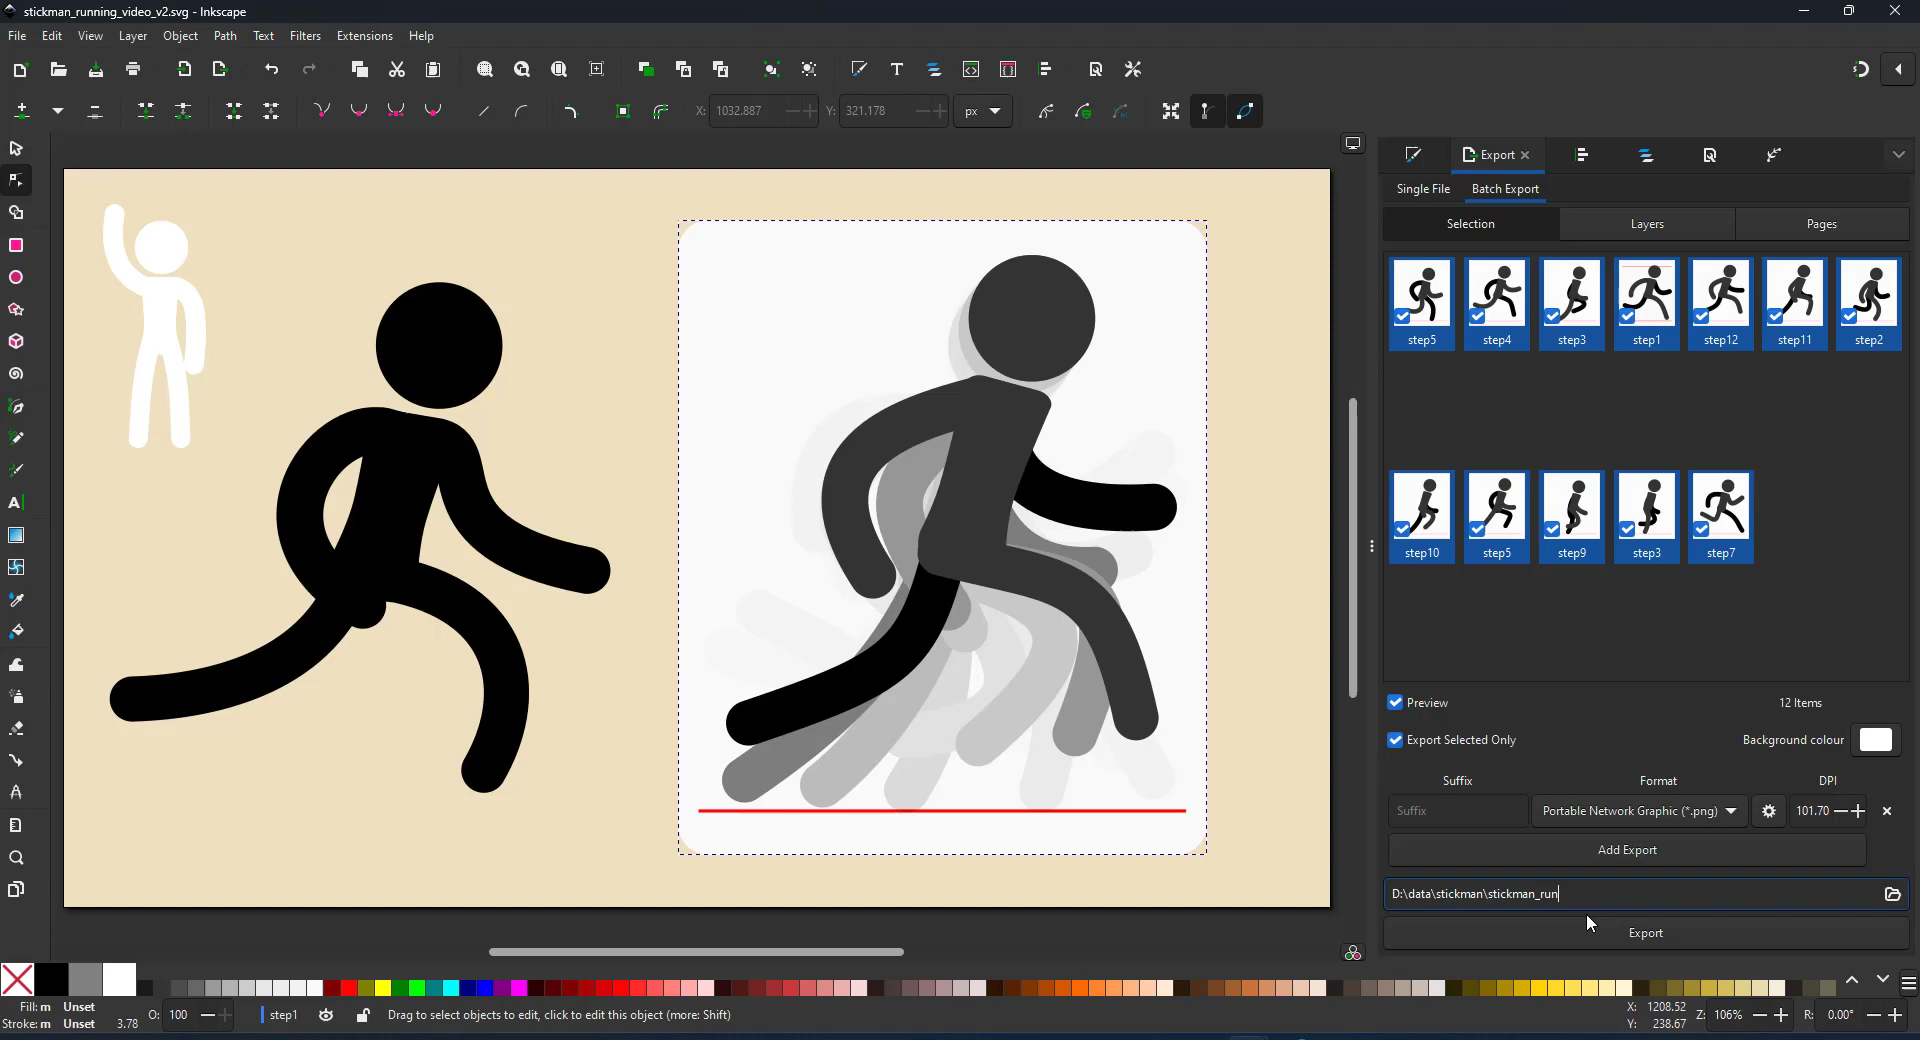 stickman_running_video_v2.svg - Inkscape
File Edit View Layer Object Path Text Filters Extensions Help
X: 1032.887 Y: 321.178 px
Export
Single File Batch Export
Selection Layers Pages
step5 step4 step3 step1 step12 step11 step2
step10 step5 step9 step3 step7
Preview 12 Items
Export Selected Only Background colour
Suffix Format DPI
Suffix Portable Network Graphic (*.png) 101.70
Add Export
D:\data\stickman\stickman_run
Export
Fill: m Unset
Stroke: m Unset 3.78
O: 100 step1 Drag to select objects to edit, click to edit this object (more: Shift)
X: 1208.52
Y: 238.67
Z: 106% R: 0.00°